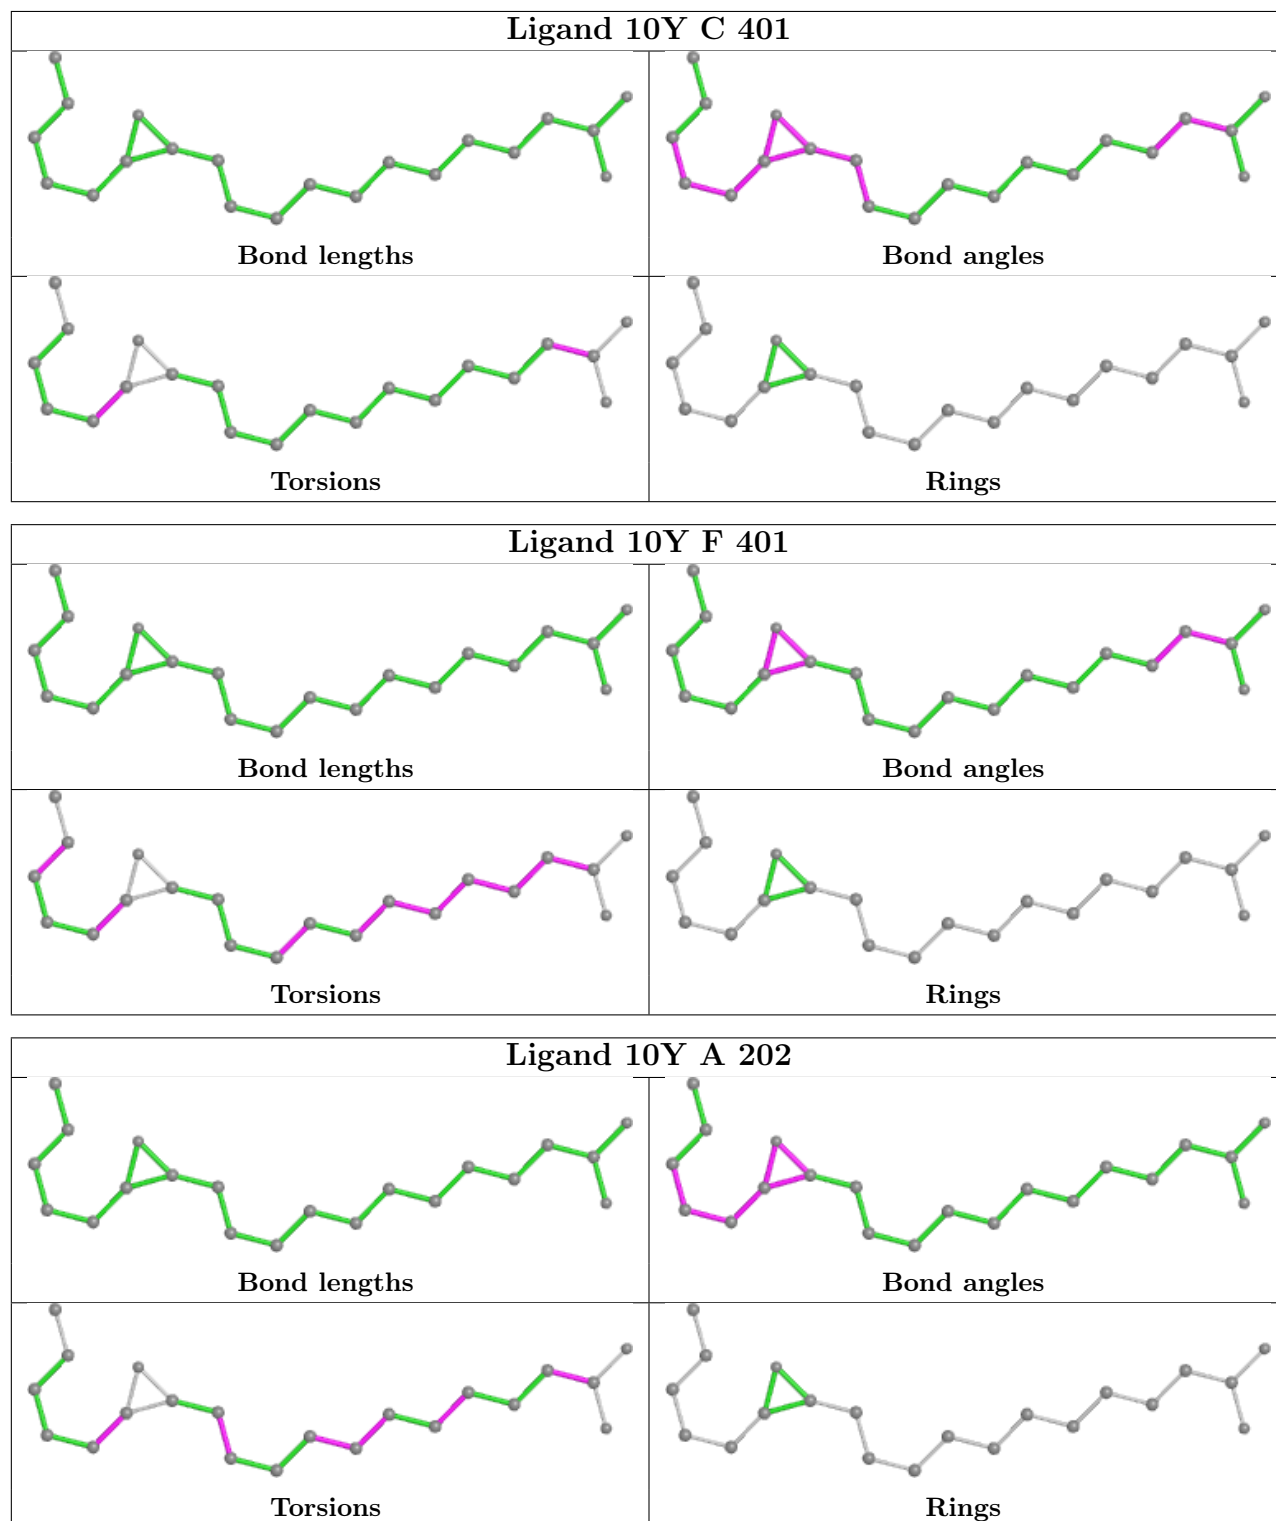 Ligand 10Y C 401
Bond lengths
Bond angles
Torsions
Rings
Ligand 10Y F 401
Bond lengths
Bond angles
Torsions
Rings
Ligand 10Y A 202
Bond lengths
Bond angles
Torsions
Rings